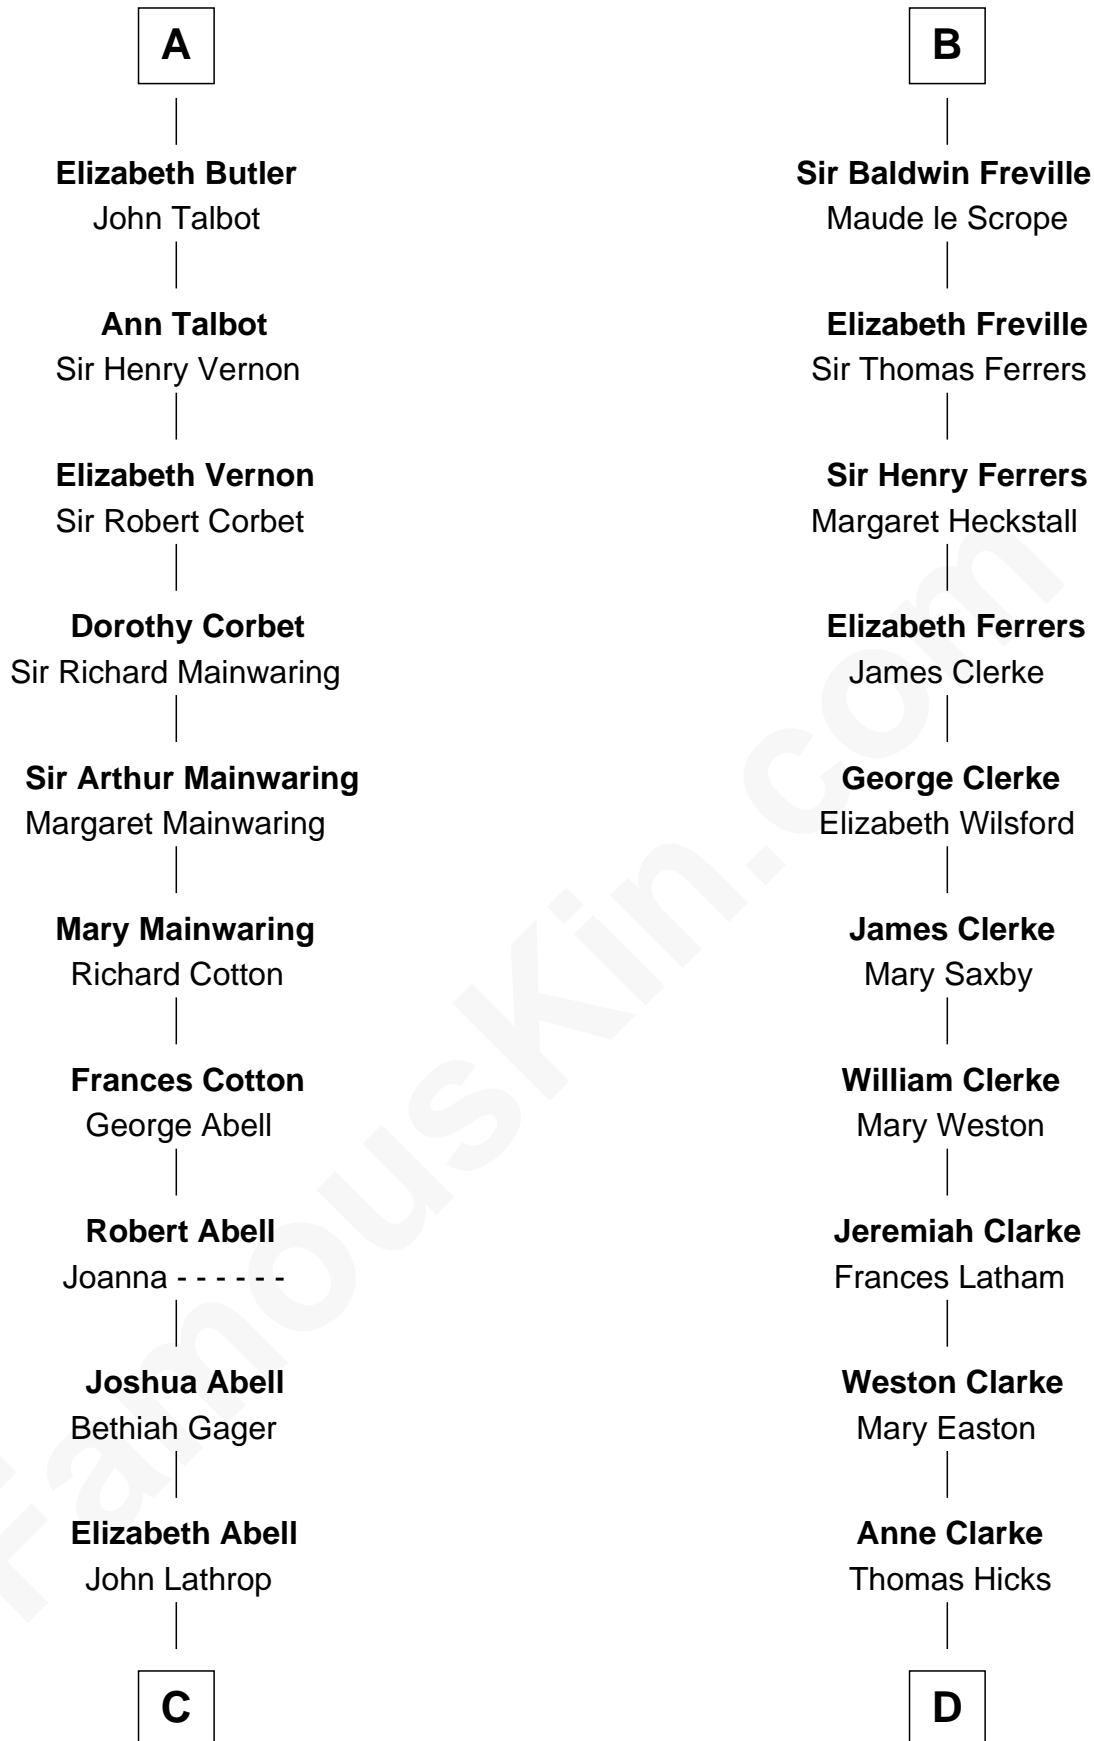 A
Elizabeth Butler
John Talbot
Ann Talbot
Sir Henry Vernon
Elizabeth Vernon
Sir Robert Corbet
Dorothy Corbet
Sir Richard Mainwaring
Sir Arthur Mainwaring
Margaret Mainwaring
Mary Mainwaring
Richard Cotton
Frances Cotton
George Abell
Robert Abell
Joanna - - - - - -
Joshua Abell
Bethiah Gager
Elizabeth Abell
John Lathrop
C
B
Sir Baldwin Freville
Maude le Scrope
Elizabeth Freville
Sir Thomas Ferrers
Sir Henry Ferrers
Margaret Heckstall
Elizabeth Ferrers
James Clerke
George Clerke
Elizabeth Wilsford
James Clerke
Mary Saxby
William Clerke
Mary Weston
Jeremiah Clarke
Frances Latham
Weston Clarke
Mary Easton
Anne Clarke
Thomas Hicks
D
FamousKin.com